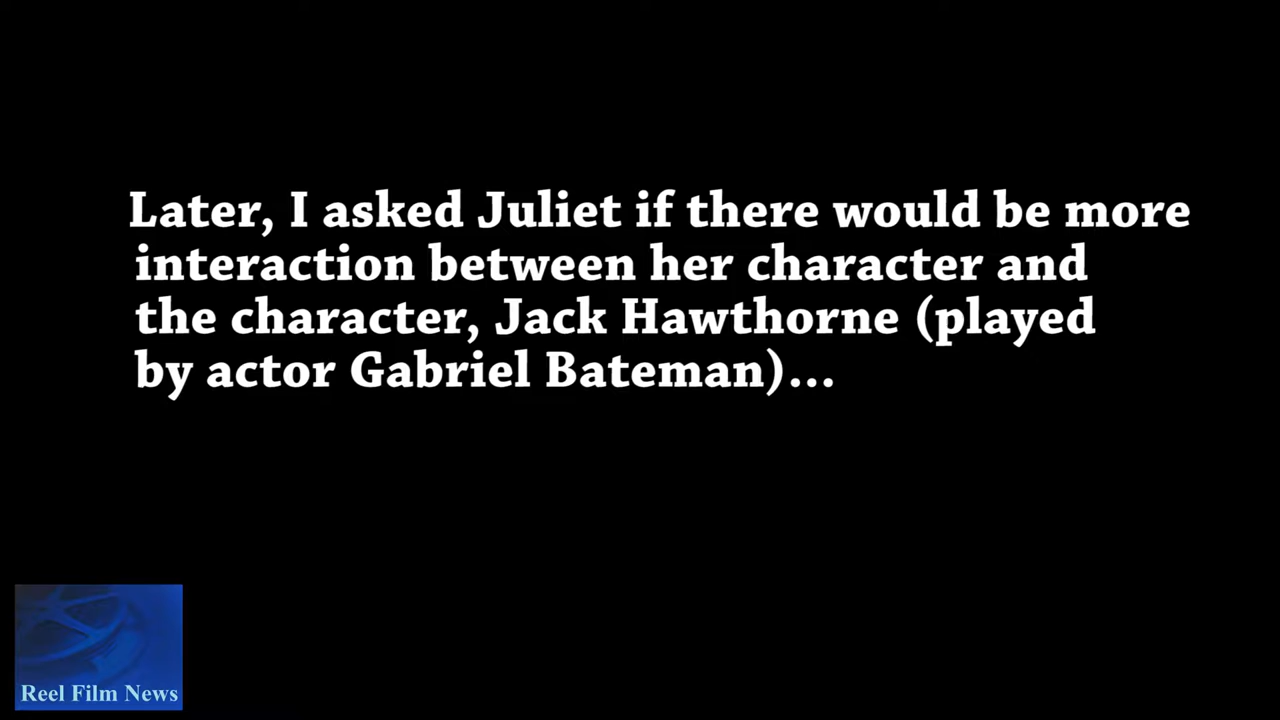 Later, I asked Juliet if there would be more
interaction between her character and
the character, Jack Hawthorne (played
by actor Gabriel Bateman)...
Reel Film News